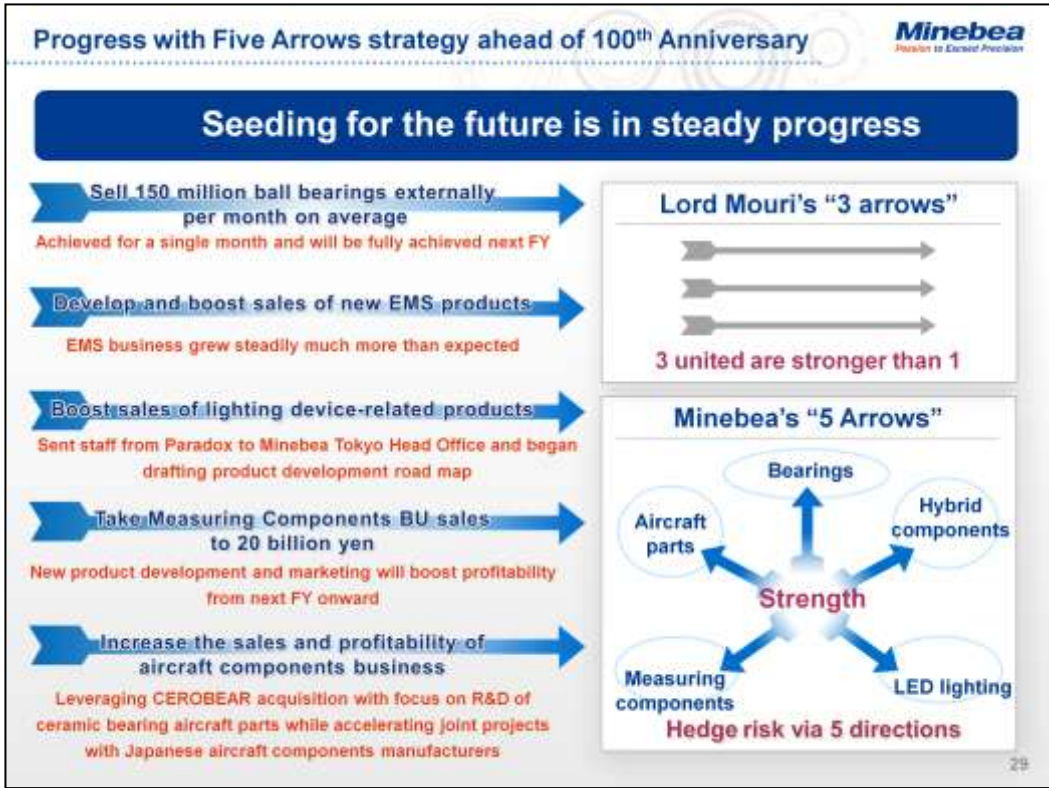 Progress with Five Arrows strategy ahead of 100th Anniversary
Minebea
Passion to Exceed Precision
Seeding for the future is in steady progress
Sell 150 million ball bearings externally
per month on average
Achieved for a single month and will be fully achieved next FY
Develop and boost sales of new EMS products
EMS business grew steadily much more than expected
Boost sales of lighting device-related products
Sent staff from Paradox to Minebea Tokyo Head Office and began
drafting product development road map
Take Measuring Components BU sales
to 20 billion yen
New product development and marketing will boost profitability
from next FY onward
Increase the sales and profitability of
aircraft components business
Leveraging CEROBEAR acquisition with focus on R&D of
ceramic bearing aircraft parts while accelerating joint projects
with Japanese aircraft components manufacturers
Lord Mouri's “3 arrows”
3 united are stronger than 1
Minebea's “5 Arrows”
Bearings
Aircraft
parts
Hybrid
components
Strength
Measuring
components
LED lighting
Hedge risk via 5 directions
29